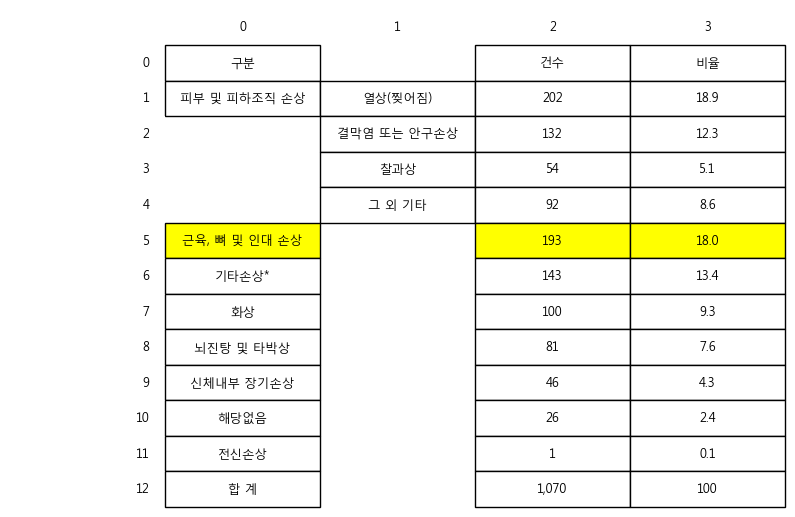 0 1 2 3
0 구분 건수 비율
1 피부 및 피하조직 손상 열상(찢어짐) 202 18.9
2 결막염 또는 안구손상 132 12.3
3 찰과상 54 5.1
4 그 외 기타 92 8.6
5 근육, 뼈 및 인대 손상 193 18.0
6 기타손상* 143 13.4
7 화상 100 9.3
8 뇌진탕 및 타박상 81 7.6
9 신체내부 장기손상 46 4.3
10 해당없음 26 2.4
11 전신손상 1 0.1
12 합 계 1,070 100